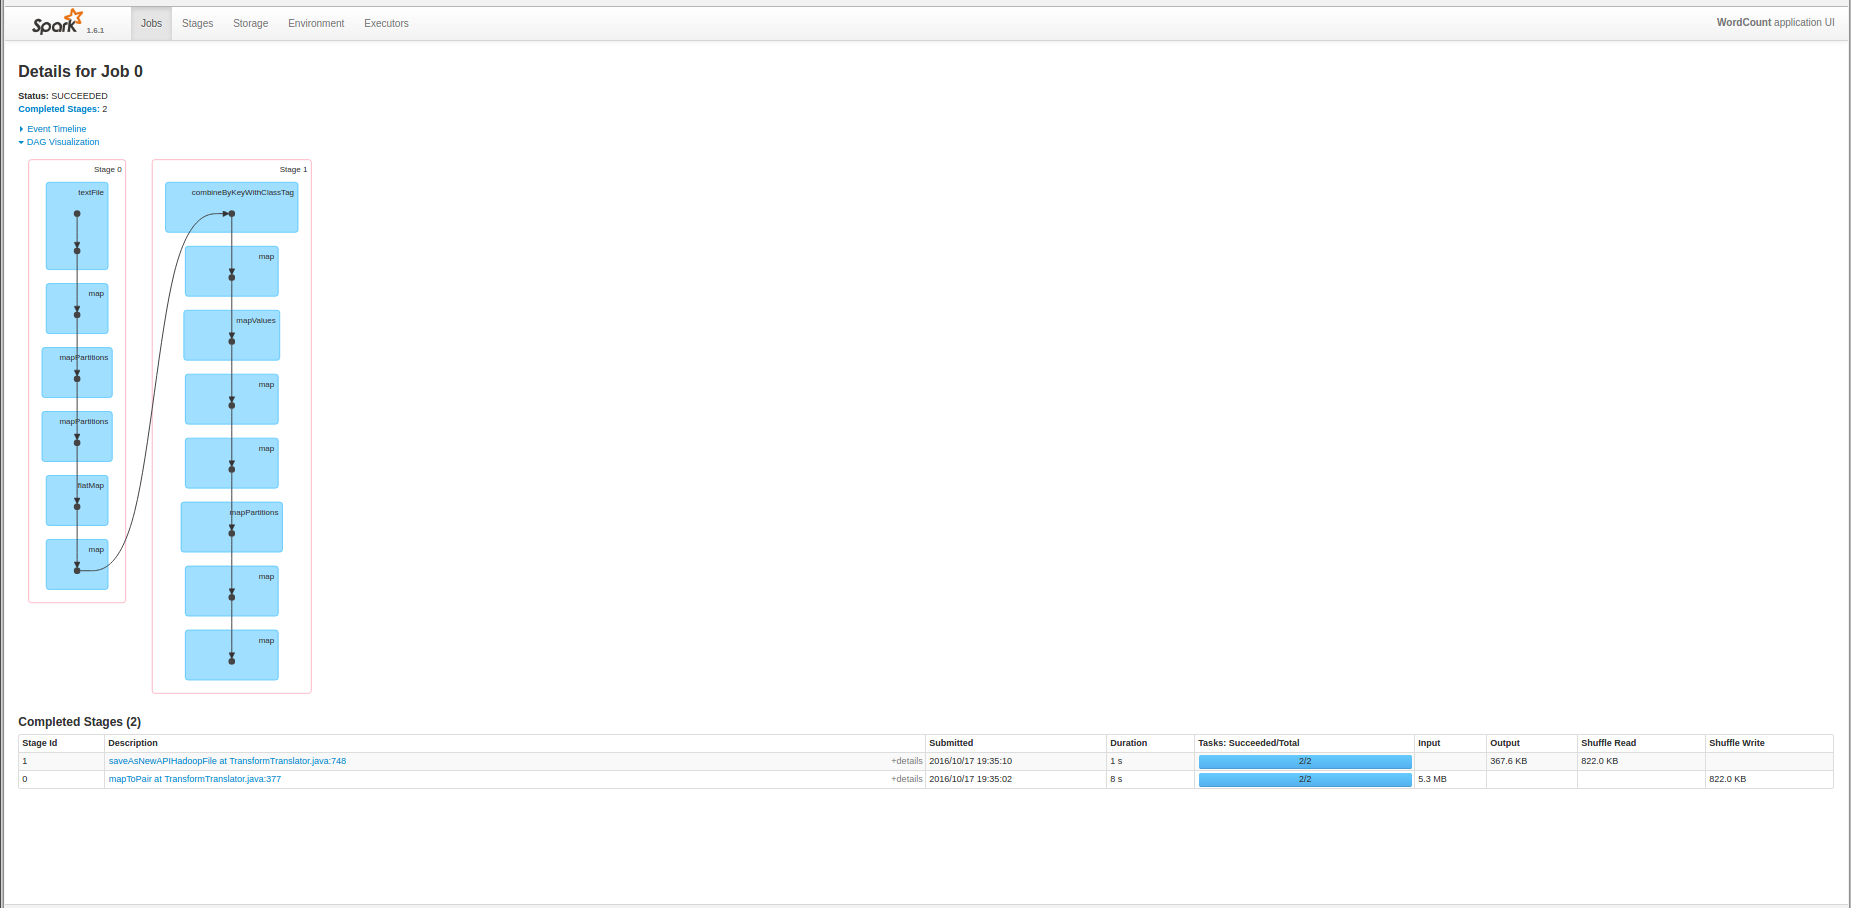 Spark 1.6.1 Jobs Stages Storage Environment Executors WordCount application UI
Details for Job 0
Status: SUCCEEDED
Completed Stages: 2
Event Timeline
DAG Visualization
Stage 0
textFile
map
mapPartitions
mapPartitions
flatMap
map
Stage 1
combineByKeyWithClassTag
map
mapValues
map
map
mapPartitions
map
map
Completed Stages (2)
Stage Id Description Submitted Duration Tasks: Succeeded/Total Input Output Shuffle Read Shuffle Write
1 saveAsNewAPIHadoopFile at TransformTranslator.java:748 +details 2016/10/17 19:35:10 1 s 2/2 367.6 KB 822.0 KB
0 mapToPair at TransformTranslator.java:377 +details 2016/10/17 19:35:02 8 s 2/2 5.3 MB 822.0 KB